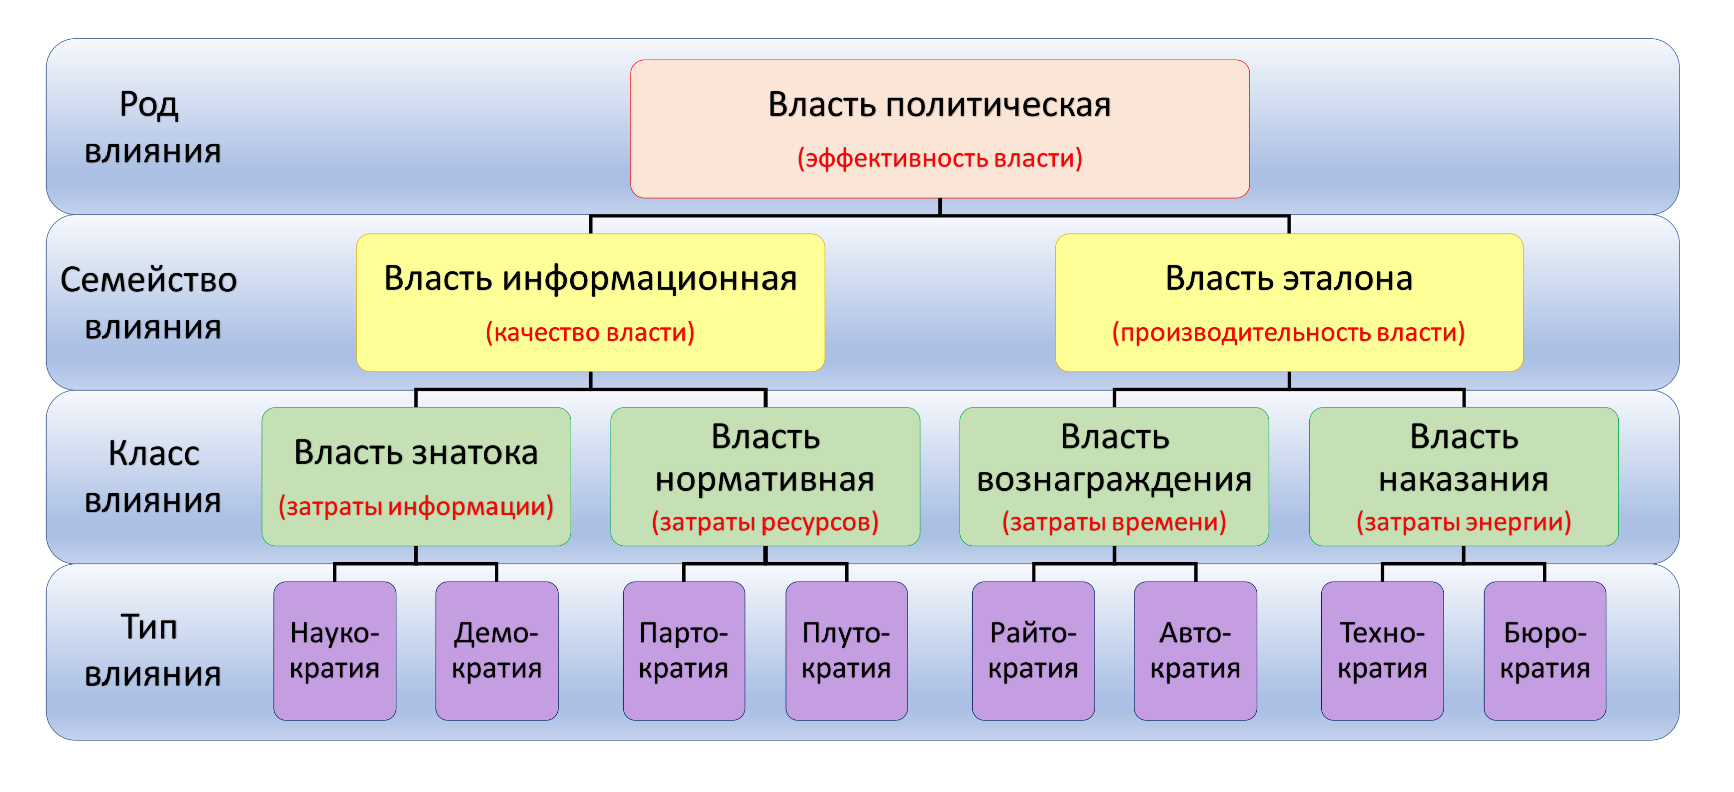 Род
влияния
Власть политическая
(эффективность власти)
Семейство
влияния
Власть информационная
(качество власти)
Власть эталона
(производительность власти)
Класс
влияния
Власть знатока
(затраты информации)
Власть
нормативная
(затраты ресурсов)
Власть
вознаграждения
(затраты времени)
Власть
наказания
(затраты энергии)
Тип
влияния
Науко-
кратия
Демо-
кратия
Парто-
кратия
Плуто-
кратия
Райто-
кратия
Авто-
кратия
Техно-
кратия
Бюро-
кратия